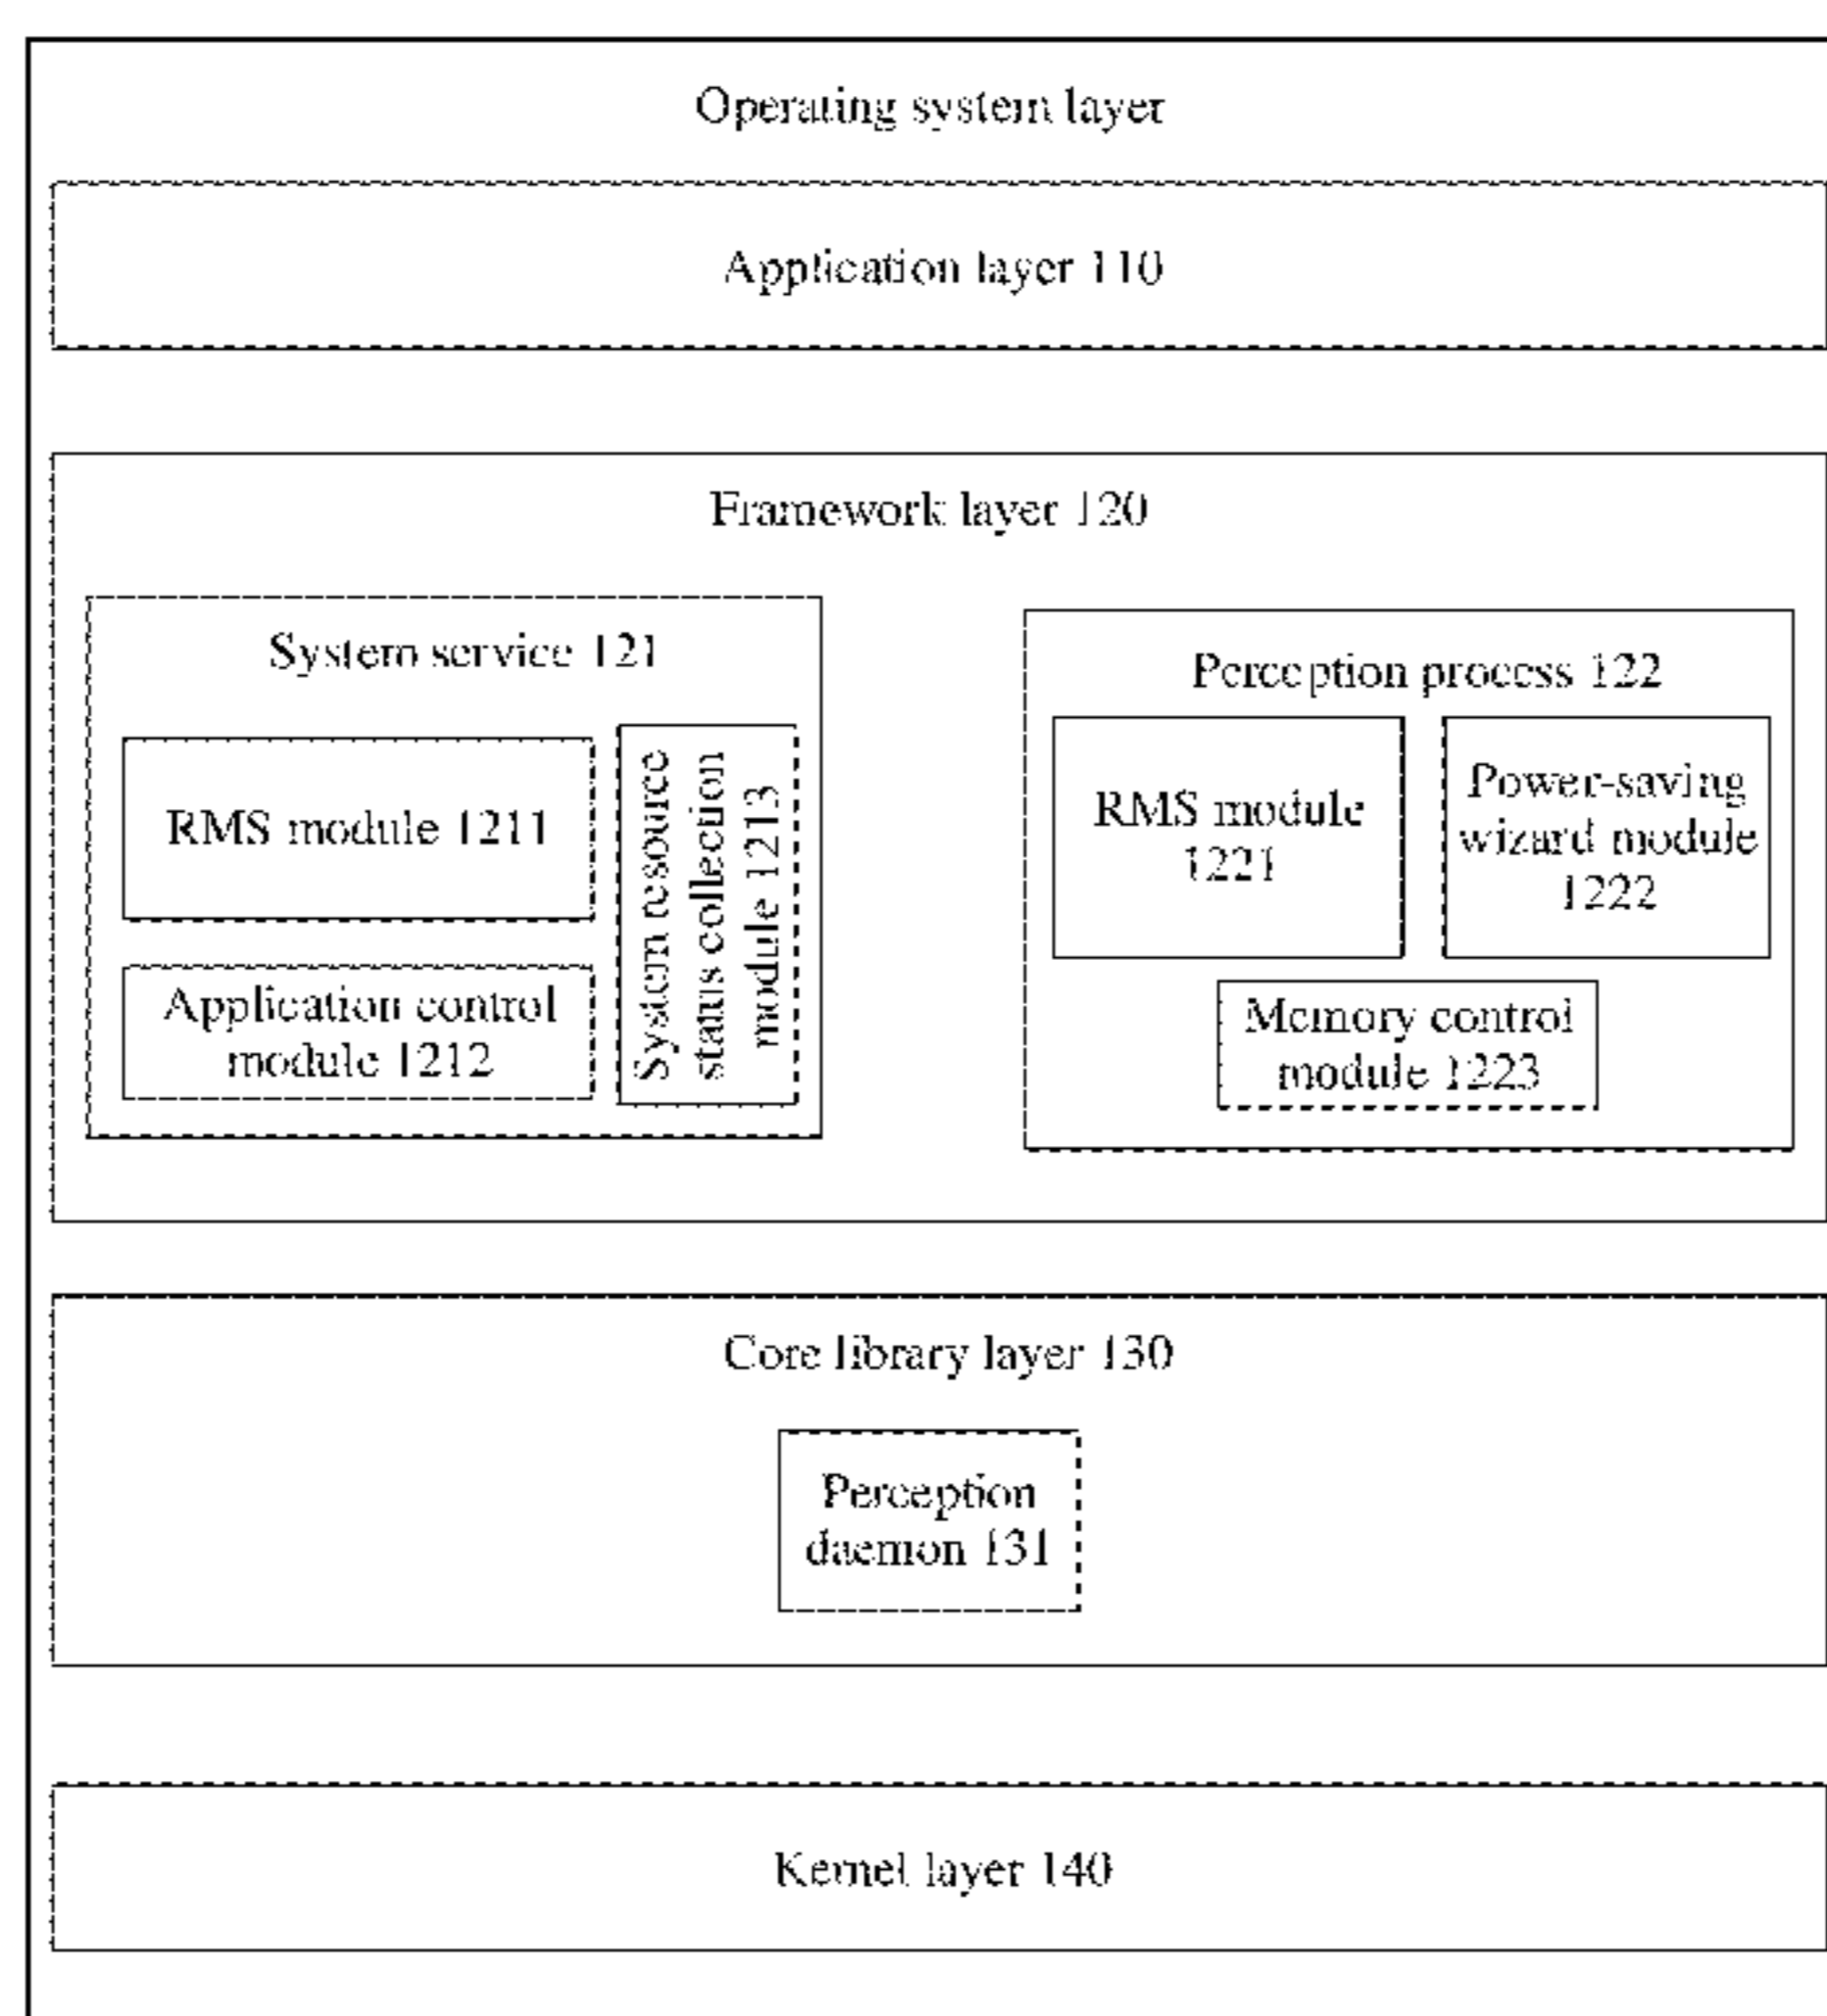 Operating system layer
Application layer 110
Framework layer 120
System service 121
RMS module 1211
Application control
module 1212
System resource
status collection
module 1213
Perception process 122
RMS module
1221
Power-saving
wizard module
1222
Memory control
module 1223
Core library layer 130
Perception
daemon 131
Kernel layer 140